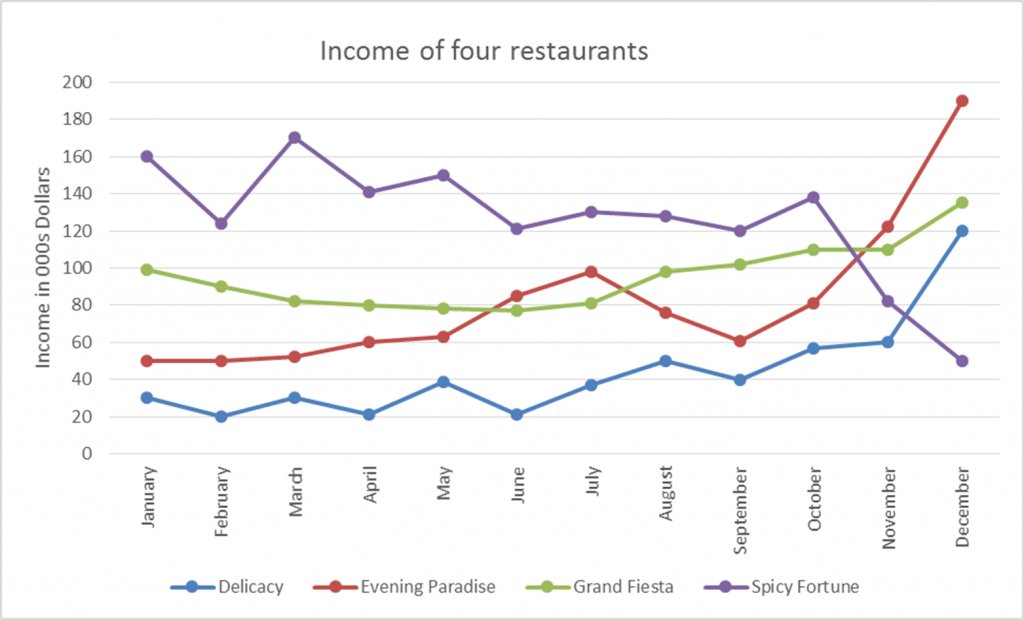 Income of four restaurants
Income in 000s Dollars
200
180
160
140
120
100
80
60
40
20
0
January
February
March
April
May
June
July
August
September
October
November
December
Delicacy
Evening Paradise
Grand Fiesta
Spicy Fortune